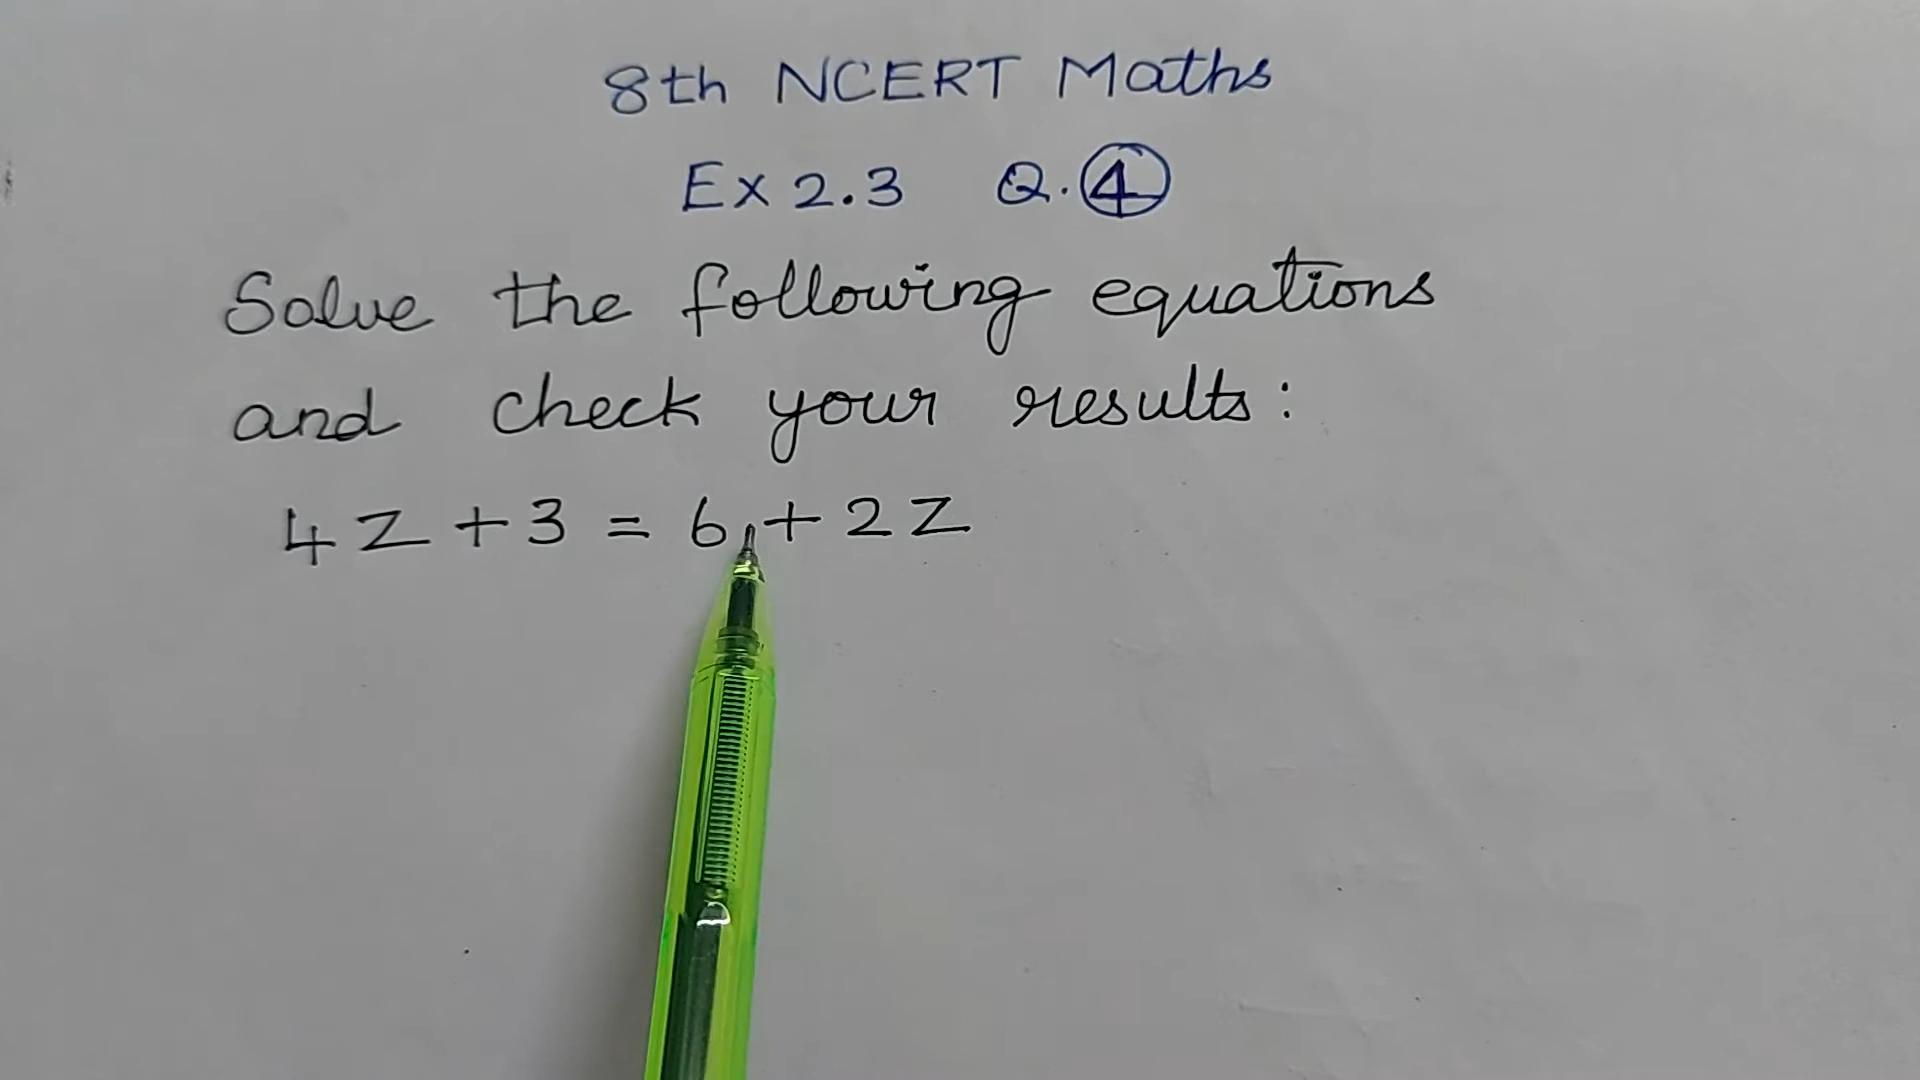 8th NCERT Maths
Ex 2.3 Q. 4
Solve the following equations
and check your results:
4z + 3 = 6 + 2z